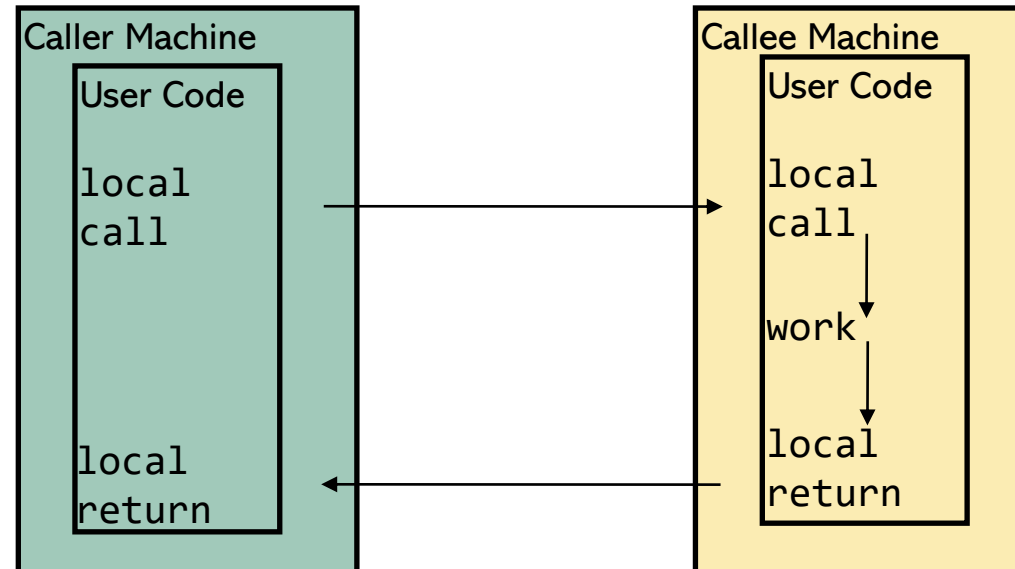 Caller Machine
User Code
local
call
local
return
Callee Machine
User Code
local
call
work
local
return